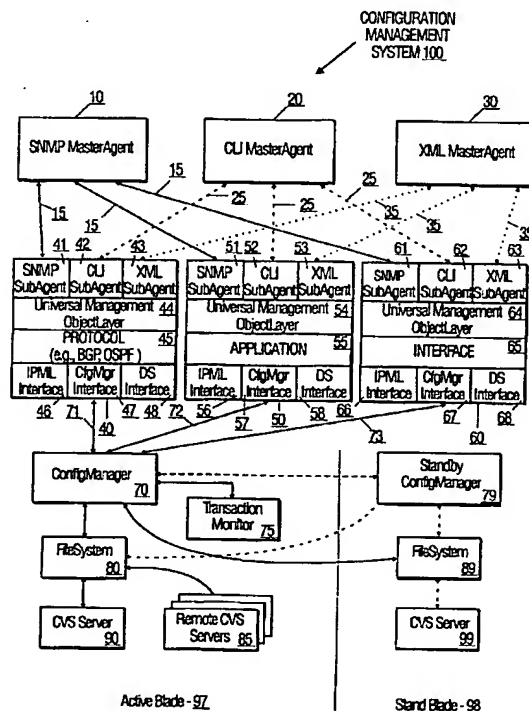 CONFIGURATION
MANAGEMENT
SYSTEM 100
10
20
30
SNMP MasterAgent
CLI MasterAgent
XML MasterAgent
15
15
15
25
25
25
35
35
35
41
42
43
51
52
53
61
62
63
SNMP SubAgent
CLI SubAgent
XML SubAgent
Universal Management 44
ObjectLayer
PROTOCOL 45
(e.g., BGP, OSPF )
IPML Interface
CfgMgr Interface
DS Interface
SNMP SubAgent
CLI SubAgent
XML SubAgent
Universal Management 54
ObjectLayer
APPLICATION 55
IPML Interface
CfgMgr Interface
DS Interface
SNMP SubAgent
CLI SubAgent
XML SubAgent
Universal Management 64
ObjectLayer
INTERFACE 65
IPML Interface
CfgMgr Interface
DS Interface
46
71
40
47
48
72
56
57
50
58
66
73
67
60
68
ConfigManager
70
Transaction
Monitor 75
Standby
ConfigManager
79
FileSystem
80
FileSystem
89
CVS Server
90
Remote CVS
Servers 85
CVS Server
99
Active Blade - 97
Stand Blade - 98